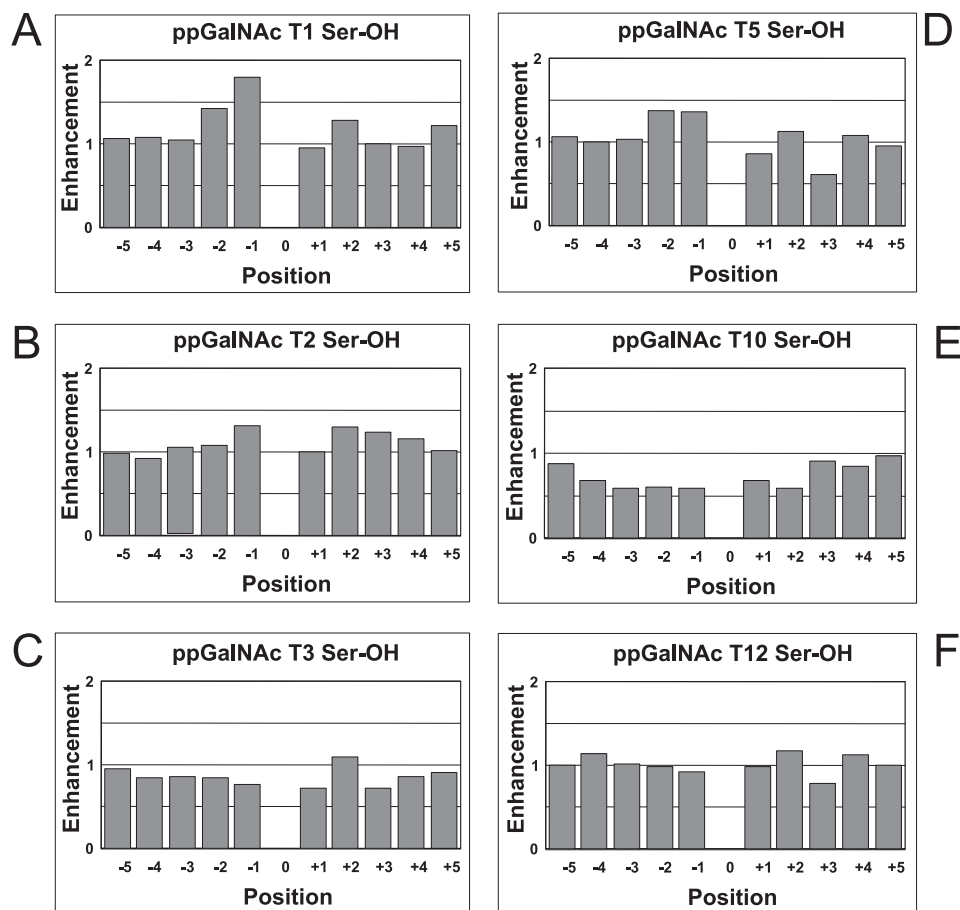 A
ppGalNAc T1 Ser-OH
2
1
0
Enhancement
-5 -4 -3 -2 -1 0 +1 +2 +3 +4 +5
Position
B
ppGalNAc T2 Ser-OH
2
1
0
Enhancement
-5 -4 -3 -2 -1 0 +1 +2 +3 +4 +5
Position
C
ppGalNAc T3 Ser-OH
2
1
0
Enhancement
-5 -4 -3 -2 -1 0 +1 +2 +3 +4 +5
Position
D
ppGalNAc T5 Ser-OH
2
1
0
Enhancement
-5 -4 -3 -2 -1 0 +1 +2 +3 +4 +5
Position
E
ppGalNAc T10 Ser-OH
2
1
0
Enhancement
-5 -4 -3 -2 -1 0 +1 +2 +3 +4 +5
Position
F
ppGalNAc T12 Ser-OH
2
1
0
Enhancement
-5 -4 -3 -2 -1 0 +1 +2 +3 +4 +5
Position